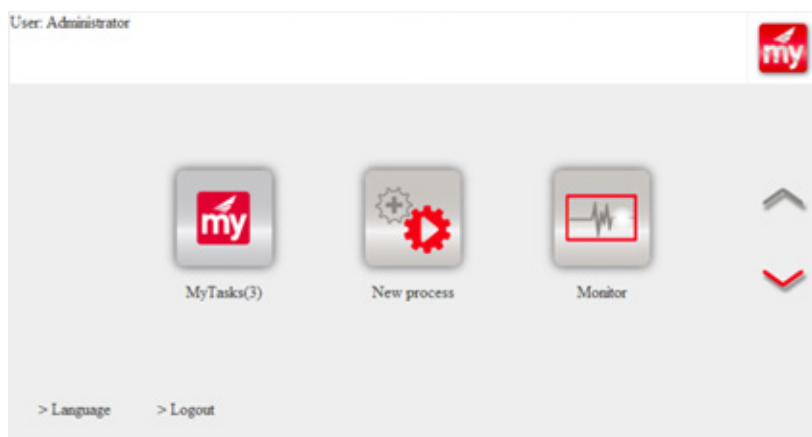 User: Administrator
my
my
MyTasks(3)
New process
Monitor
> Language
> Logout